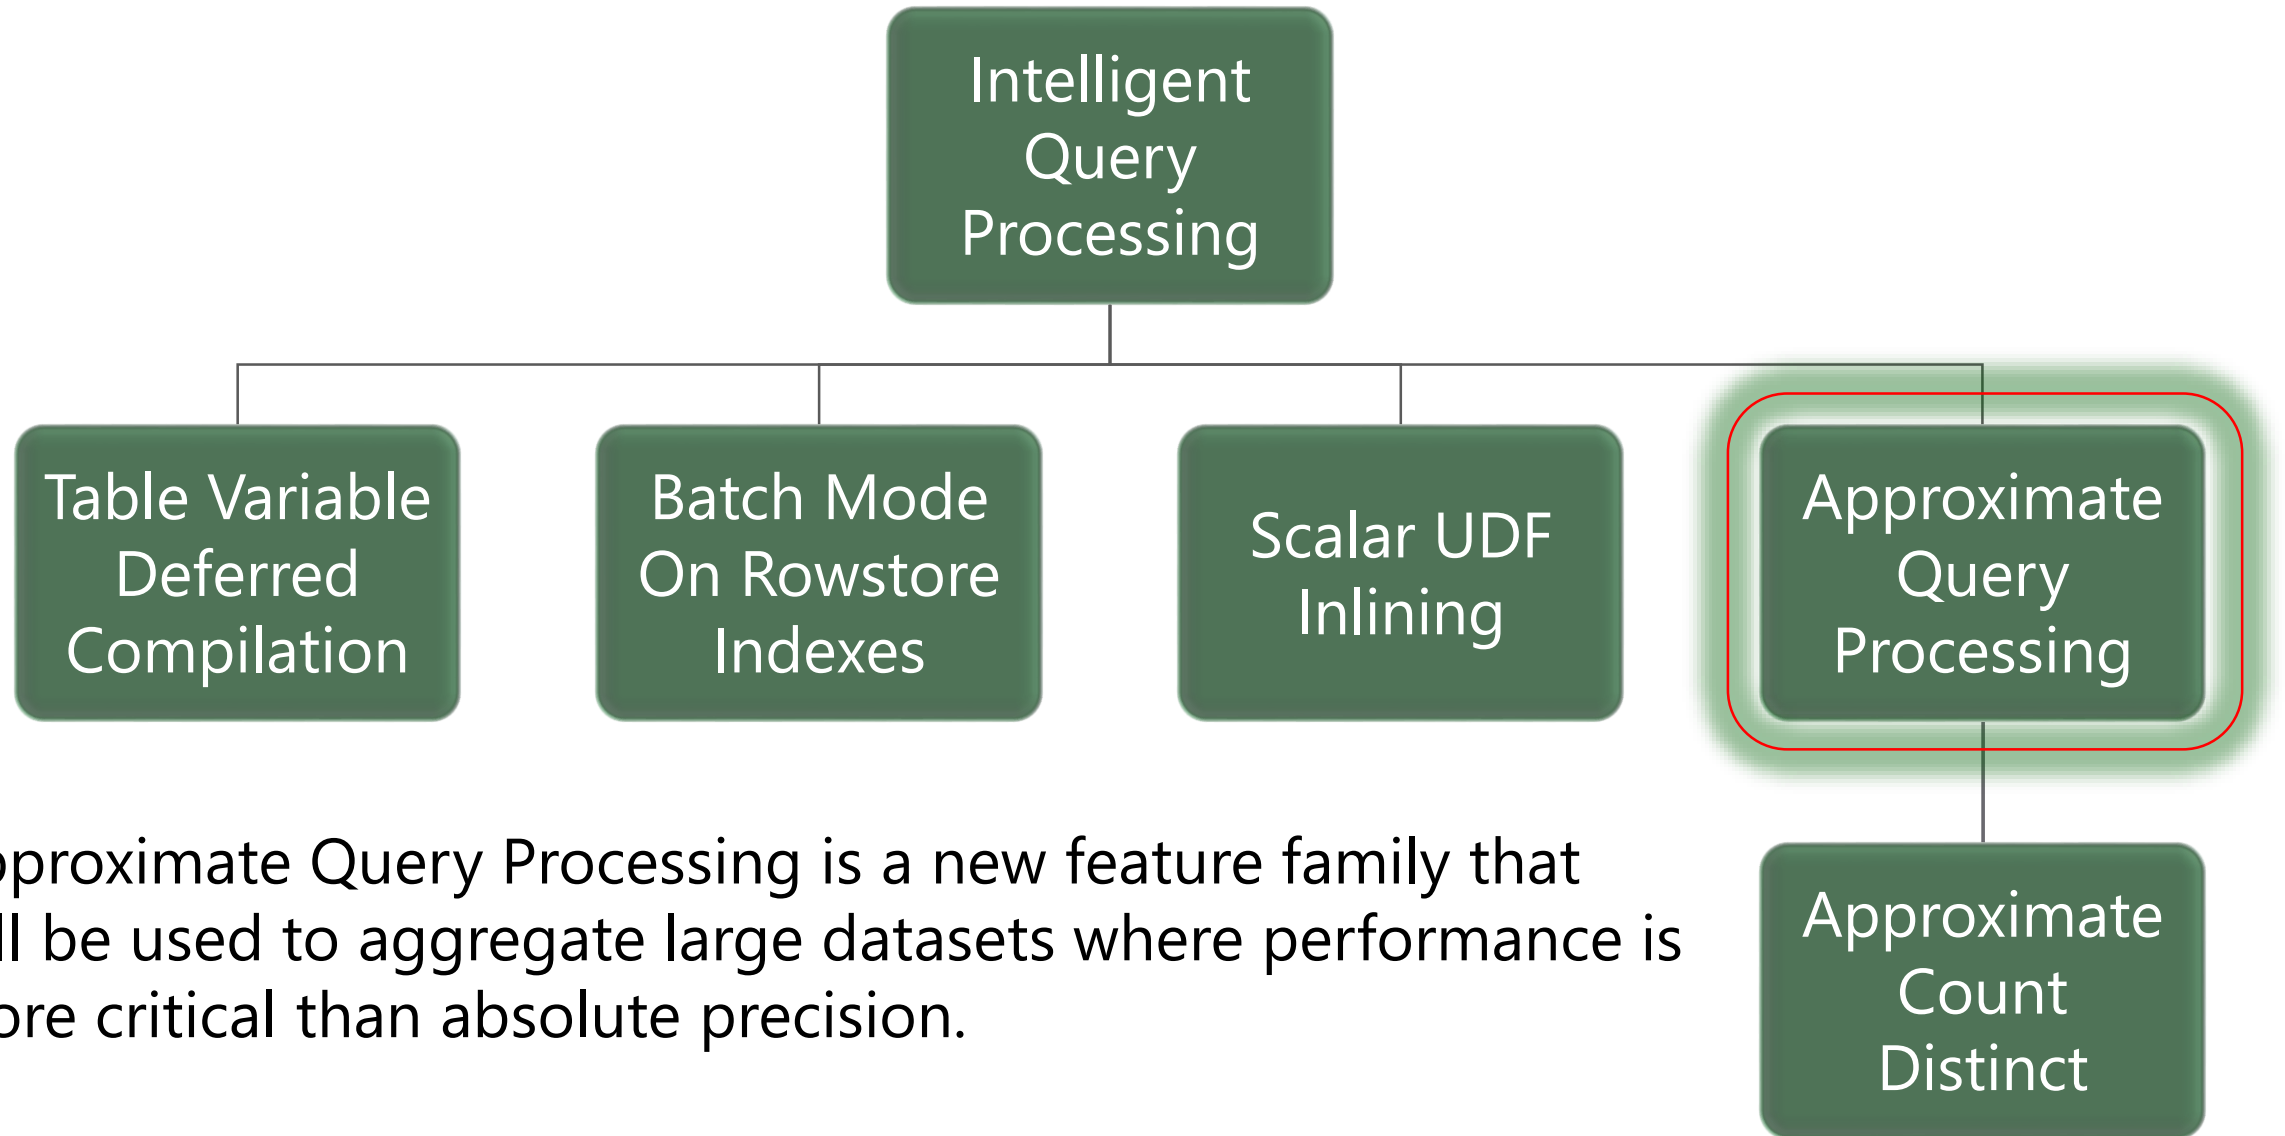 Intelligent
Query
Processing
Table Variable
Deferred
Compilation
Batch Mode
On Rowstore
Indexes
Scalar UDF
Inlining
Approximate
Query
Processing
pproximate Query Processing is a new feature family that
ll be used to aggregate large datasets where performance is
ore critical than absolute precision.
Approximate
Count
Distinct